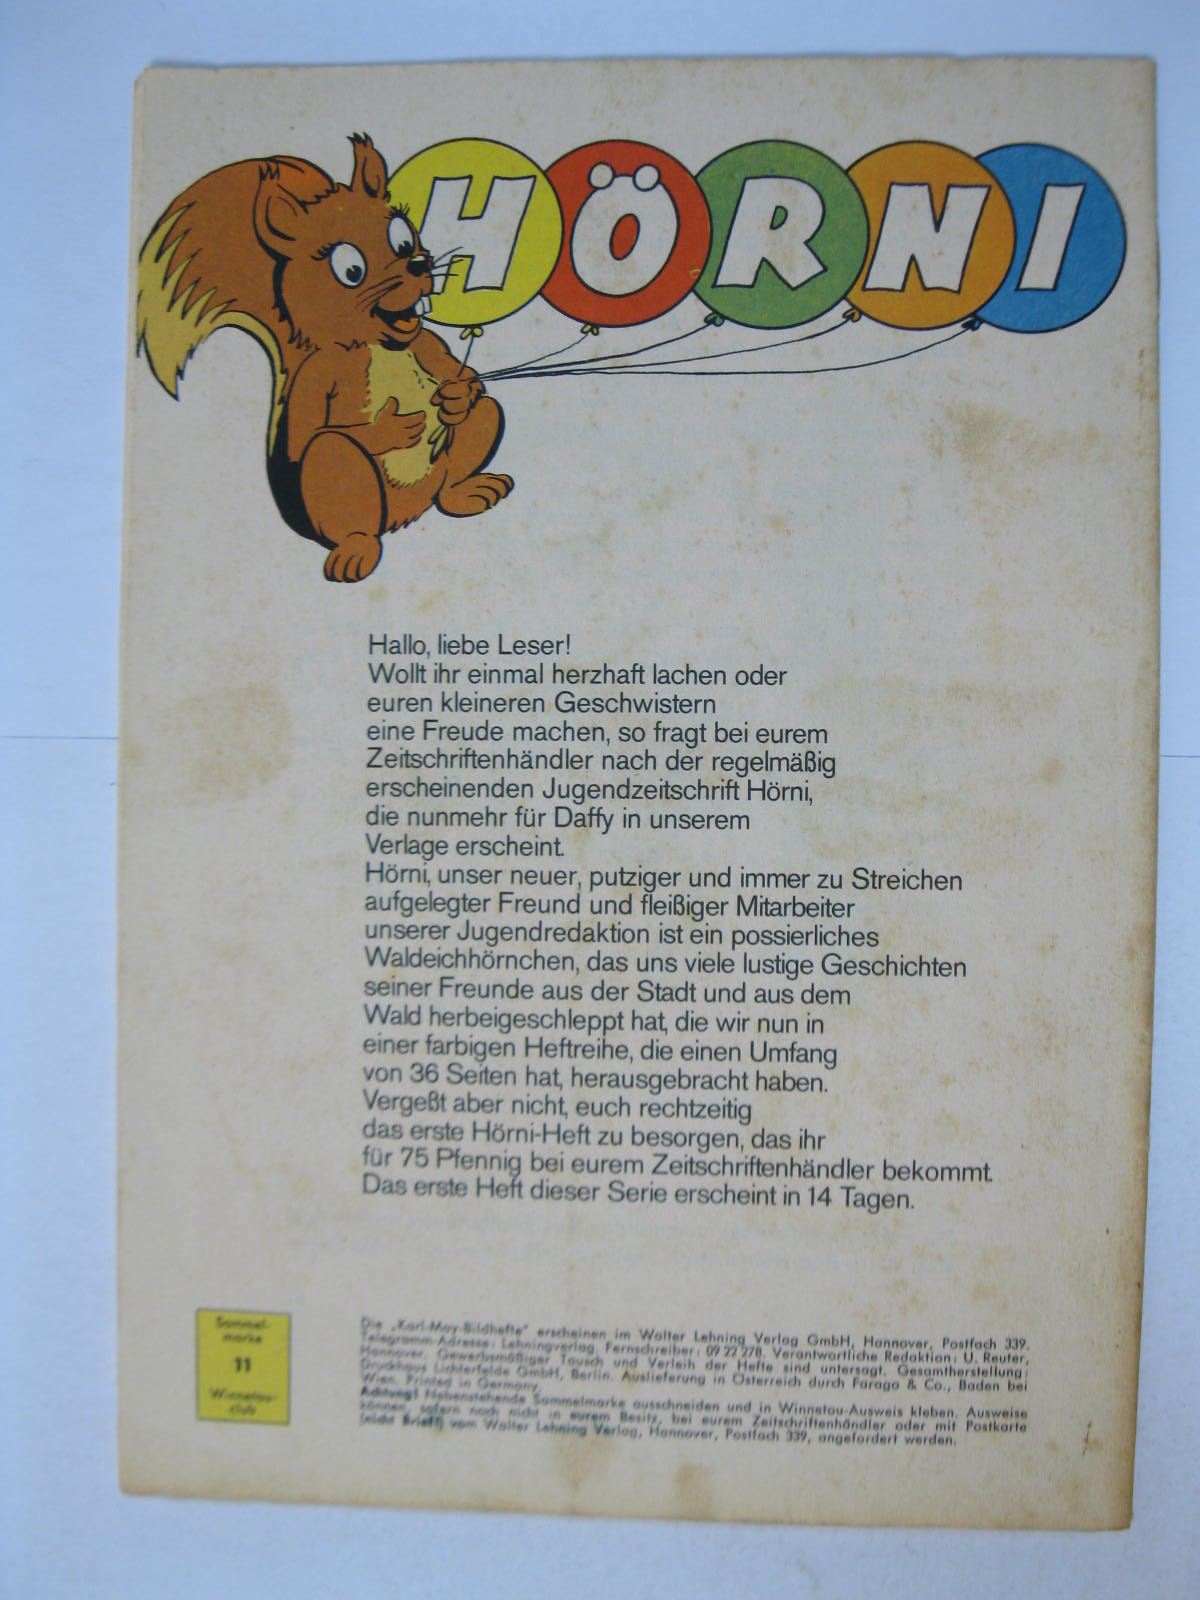 HÖRNI
Hallo, liebe Leser!
Wollt ihr einmal herzhaft lachen oder
euren kleineren Geschwistern
eine Freude machen, so fragt bei eurem
Zeitschriftenhändler nach der regelmäßig
erscheinenden Jugendzeitschrift Hörni,
die nunmehr für Daffy in unserem
Verlage erscheint.
Hörni, unser neuer, putziger und immer zu Streichen
aufgelegter Freund und fleißiger Mitarbeiter
unserer Jugendredaktion ist ein possierliches
Waldeichhörnchen, das uns viele lustige Geschichten
seiner Freunde aus der Stadt und aus dem
Wald herbeigeschleppt hat, die wir nun in
einer farbigen Heftreihe, die einen Umfang
von 36 Seiten hat, herausgebracht haben.
Vergeßt aber nicht, euch rechtzeitig
das erste Hörni-Heft zu besorgen, das ihr
für 75 Pfennig bei eurem Zeitschriftenhändler bekommt.
Das erste Heft dieser Serie erscheint in 14 Tagen.
Sammel-
marke
11
Winnetou-
club
Die „Karl-May-Bildhefte" erscheinen im Walter Lehning Verlag GmbH, Hannover, Postfach 339.
Telegramm-Adresse: Lehningverlag, Fernschreiber: 09 22 278. Verantwortliche Redaktion: U. Reuter,
Hannover. Gewerbsmäßiger Tausch und Verleih der Hefte sind untersagt. Gesamtherstellung:
Druckhaus Lichterfelde GmbH, Berlin. Auslieferung in Österreich durch Farago & Co., Baden bei
Wien. Printed in Germany.
Achtung! Nebenstehende Sammelmarke ausschneiden und in Winnetou-Ausweis kleben. Ausweise
können, sofern noch nicht in eurem Besitz, bei eurem Zeitschriftenhändler oder mit Postkarte
(nicht Brief!) vom Walter Lehning Verlag, Hannover, Postfach 339, angefordert werden.